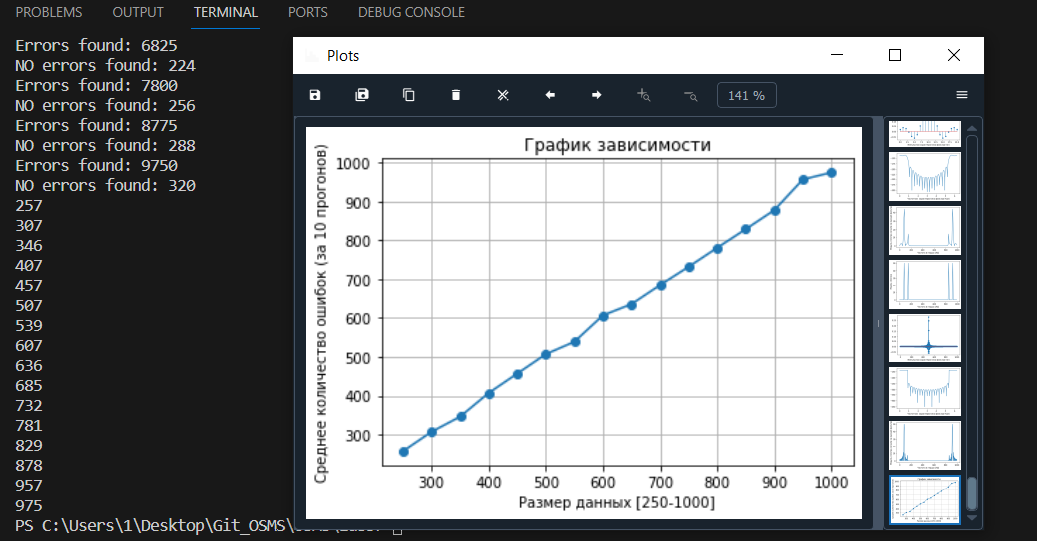 PROBLEMS OUTPUT TERMINAL PORTS DEBUG CONSOLE
Errors found: 6825
NO errors found: 224
Errors found: 7800
NO errors found: 256
Errors found: 8775
NO errors found: 288
Errors found: 9750
NO errors found: 320
257
307
346
407
457
507
539
607
636
685
732
781
829
878
957
975
PS C:\Users\1\Desktop\Git_OSMS\
Plots
141 %
График зависимости
Среднее количество ошибок (за 10 прогонов)
1000
900
800
700
600
500
400
300
300 400 500 600 700 800 900 1000
Размер данных [250-1000]